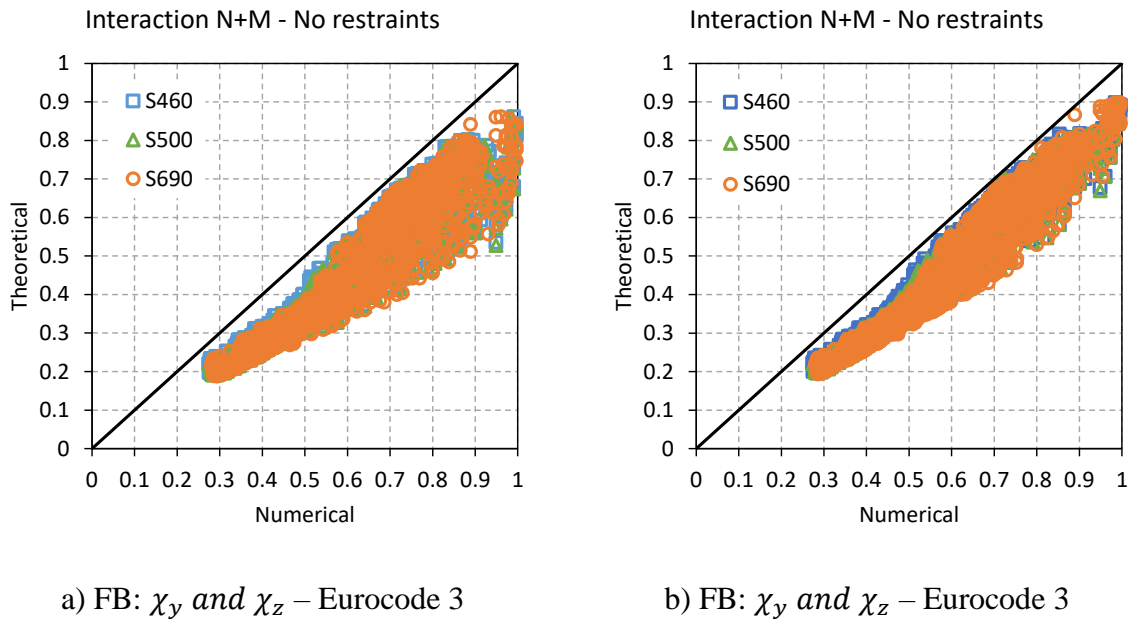 Interaction N+M - No restraints
1
0.9
0.8
0.7
0.6
0.5
0.4
0.3
0.2
0.1
0
Theoretical
S460
S500
S690
0 0.1 0.2 0.3 0.4 0.5 0.6 0.7 0.8 0.9 1
Numerical
a) FB: χ_y and χ_z – Eurocode 3
Interaction N+M - No restraints
1
0.9
0.8
0.7
0.6
0.5
0.4
0.3
0.2
0.1
0
Theoretical
S460
S500
S690
0 0.1 0.2 0.3 0.4 0.5 0.6 0.7 0.8 0.9 1
Numerical
b) FB: χ_y and χ_z – Eurocode 3